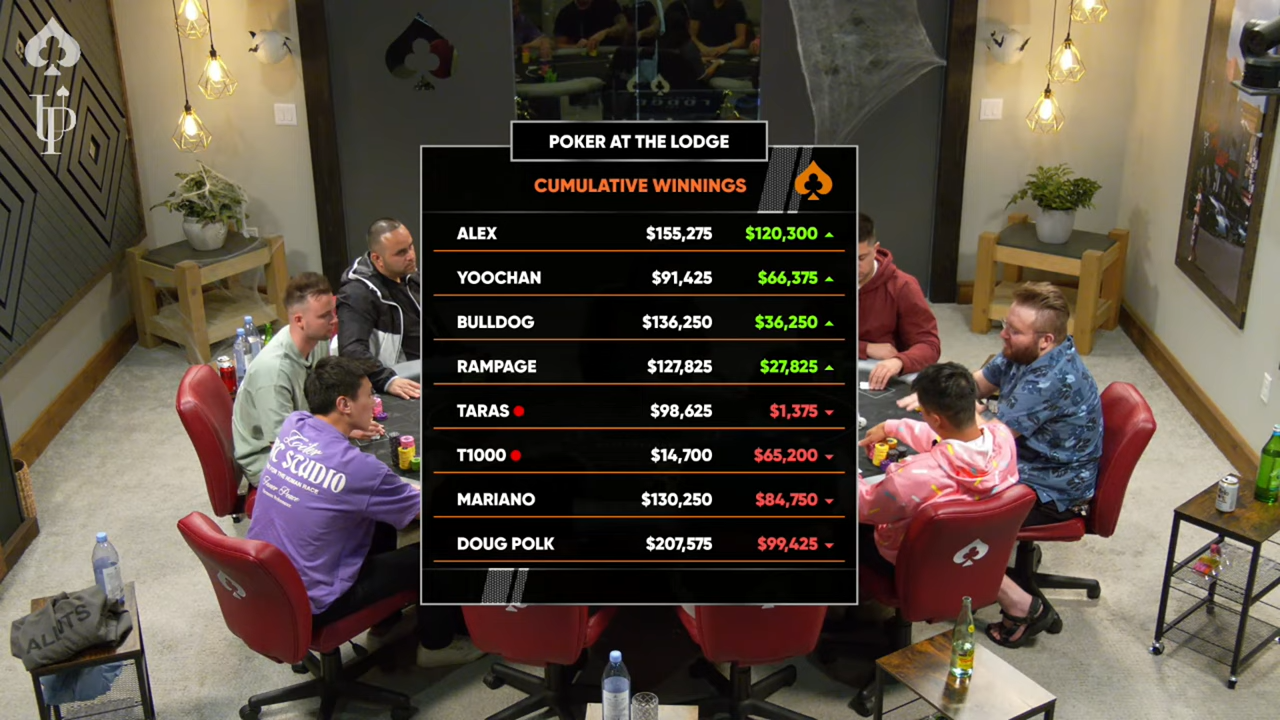 UP
POKER AT THE LODGE
CUMULATIVE WINNINGS
ALEX $155,275 $120,300
YOOCHAN $91,425 $66,375
BULLDOG $136,250 $36,250
RAMPAGE $127,825 $27,825
TARAS $98,625 $1,375
T1000 $14,700 $65,200
MARIANO $130,250 $84,750
DOUG POLK $207,575 $99,425
STUDIO